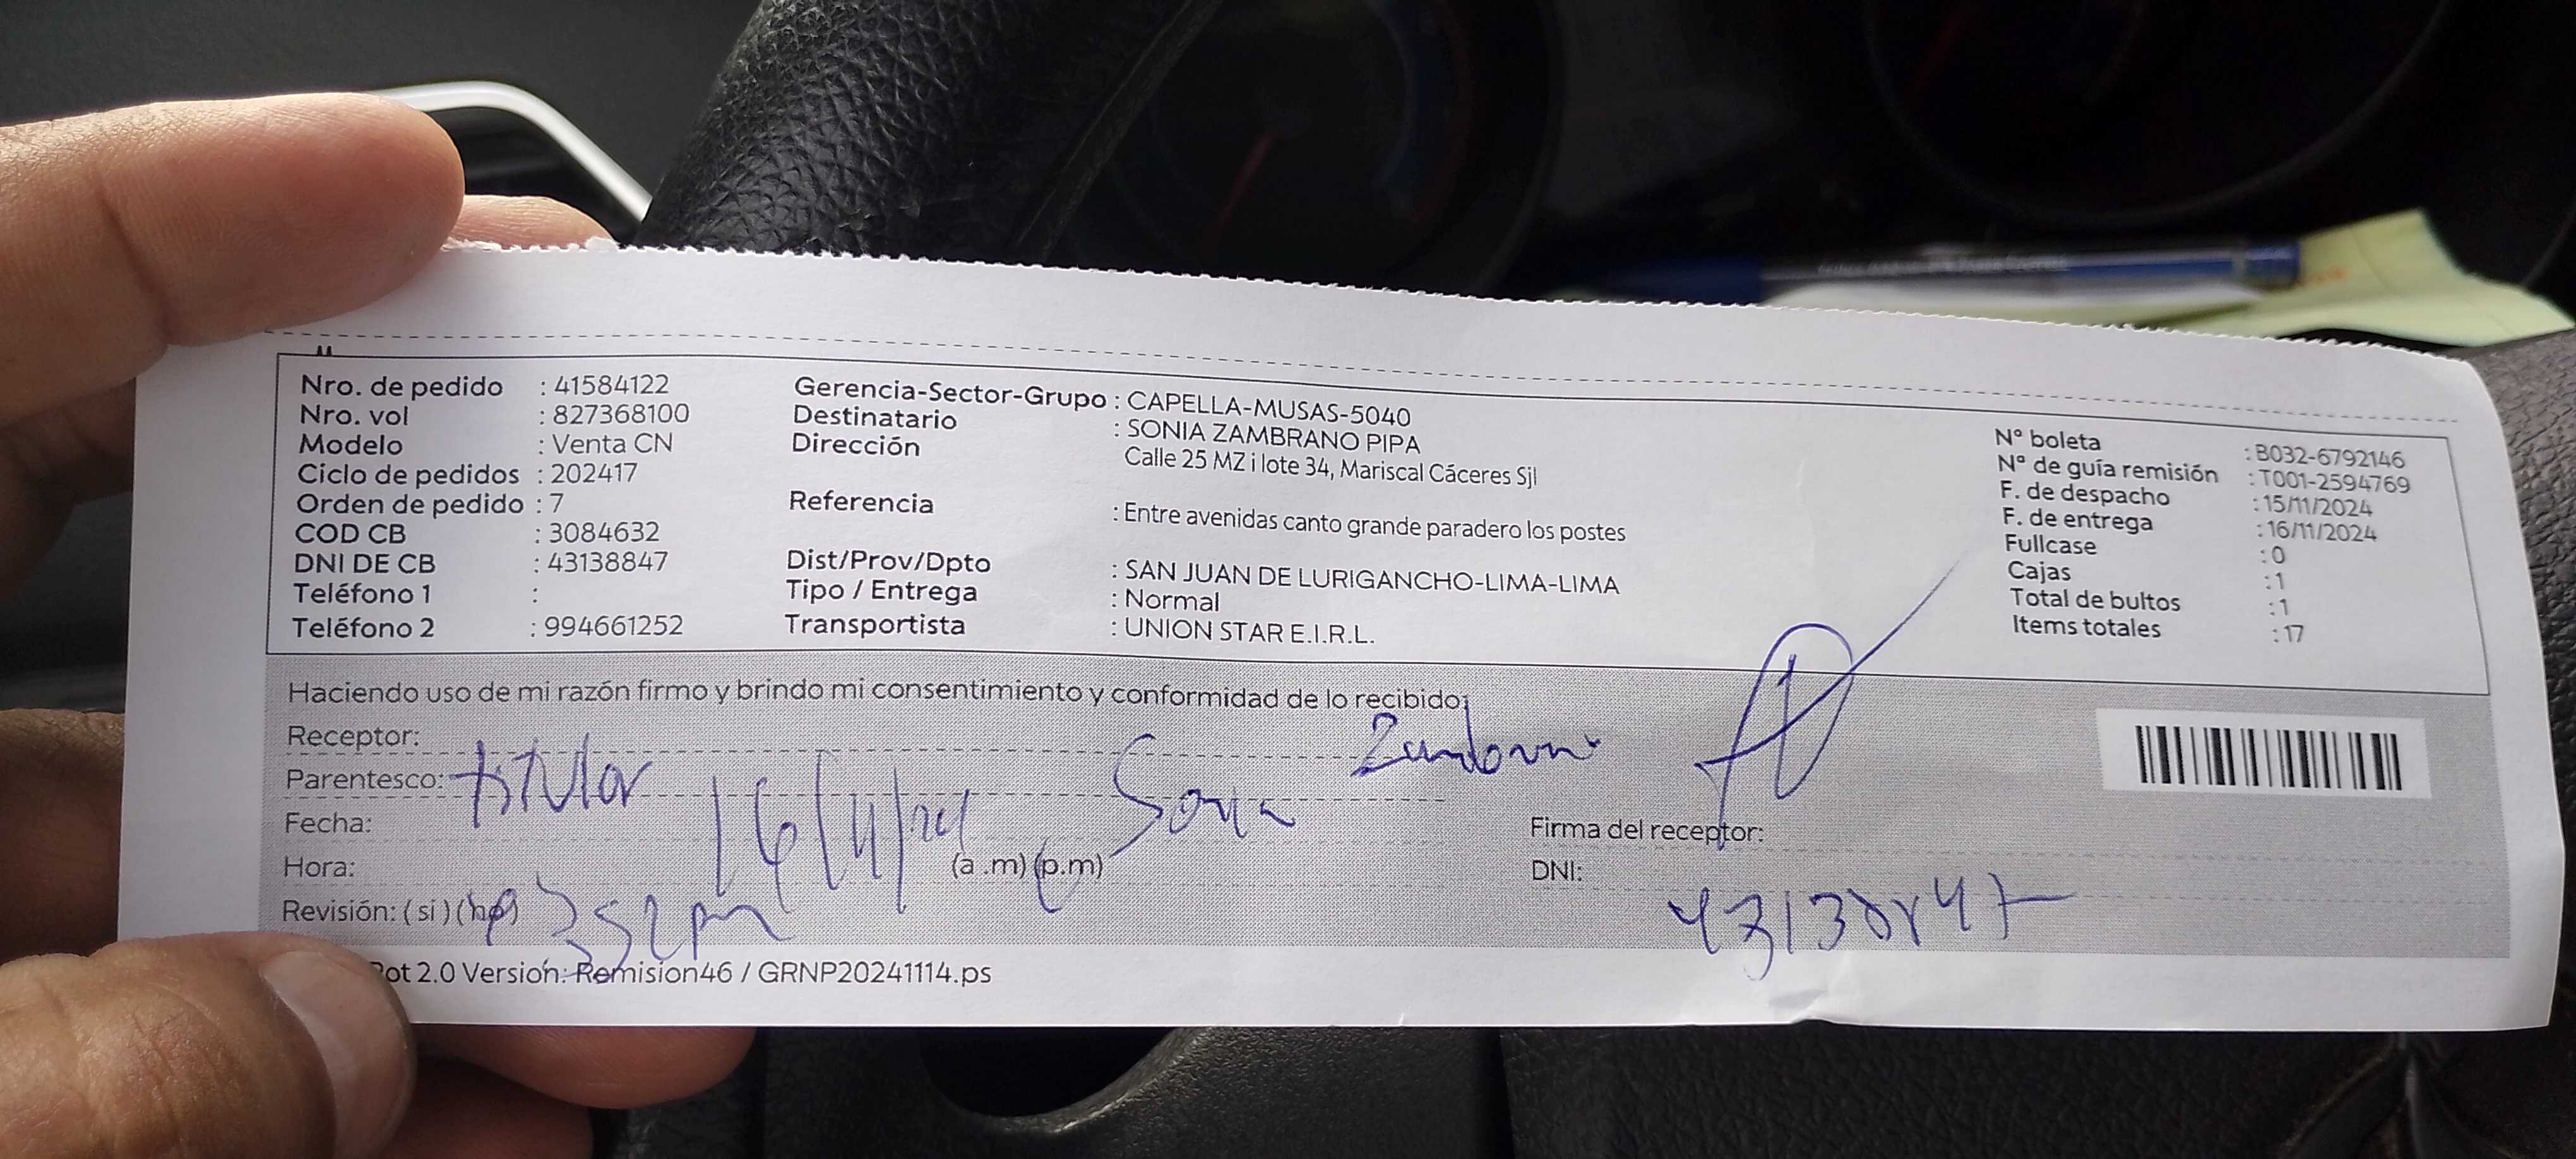 Nro. de pedido : 41584122
Nro. vol : 827368100
Modelo : Venta CN
Ciclo de pedidos : 202417
Orden de pedido : 7
COD CB : 3084632
DNI DE CB : 43138847
Teléfono 1 :
Teléfono 2 : 994661252
Gerencia-Sector-Grupo : CAPELLA-MUSAS-5040
Destinatario : SONIA ZAMBRANO PIPA
Dirección : Calle 25 MZ i lote 34, Mariscal Cáceres Sjl
Referencia : Entre avenidas canto grande paradero los postes
Dist/Prov/Dpto : SAN JUAN DE LURIGANCHO-LIMA-LIMA
Tipo / Entrega : Normal
Transportista : UNION STAR E.I.R.L.
N° boleta : B032-6792146
N° de guía remisión : T001-2594769
F. de despacho : 15/11/2024
F. de entrega : 16/11/2024
Fullcase : 0
Cajas : 1
Total de bultos : 1
Items totales : 17
Haciendo uso de mi razón firmo y brindo mi consentimiento y conformidad de lo recibido:
Receptor: Sonia Zambrano
Parentesco: titular
Fecha: 16/11/24
Hora: (a .m) (p.m)
Revisión: (si) (no) 352 pm
Firma del receptor:
DNI: 43138847
ot 2.0 Version: Remision46 / GRNP20241114.ps